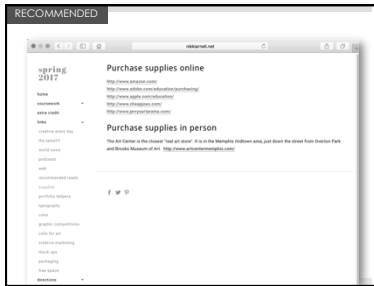 RECOMMENDED
nikkiarnell.net
spring
2017
home
coursework
extra credit
links
creative every day
world news
podcasts
web
recommended reads
supplies
portfolio helpers
typography
color
graphic competitions
calls for art
creative marketing
mock-ups
packaging
free space
directions
Purchase supplies online
http://www.amazon.com/
http://www.adobe.com/education/purchasing/
http://www.apple.com/education/
http://www.cheapjoes.com/
http://www.jerrysartarama.com/
Purchase supplies in person
The Art Center is the closest "real art store". It is in the Memphis midtown area, just down the street from Overton Park
and Brooks Museum of Art. http://www.artcentermemphis.com/